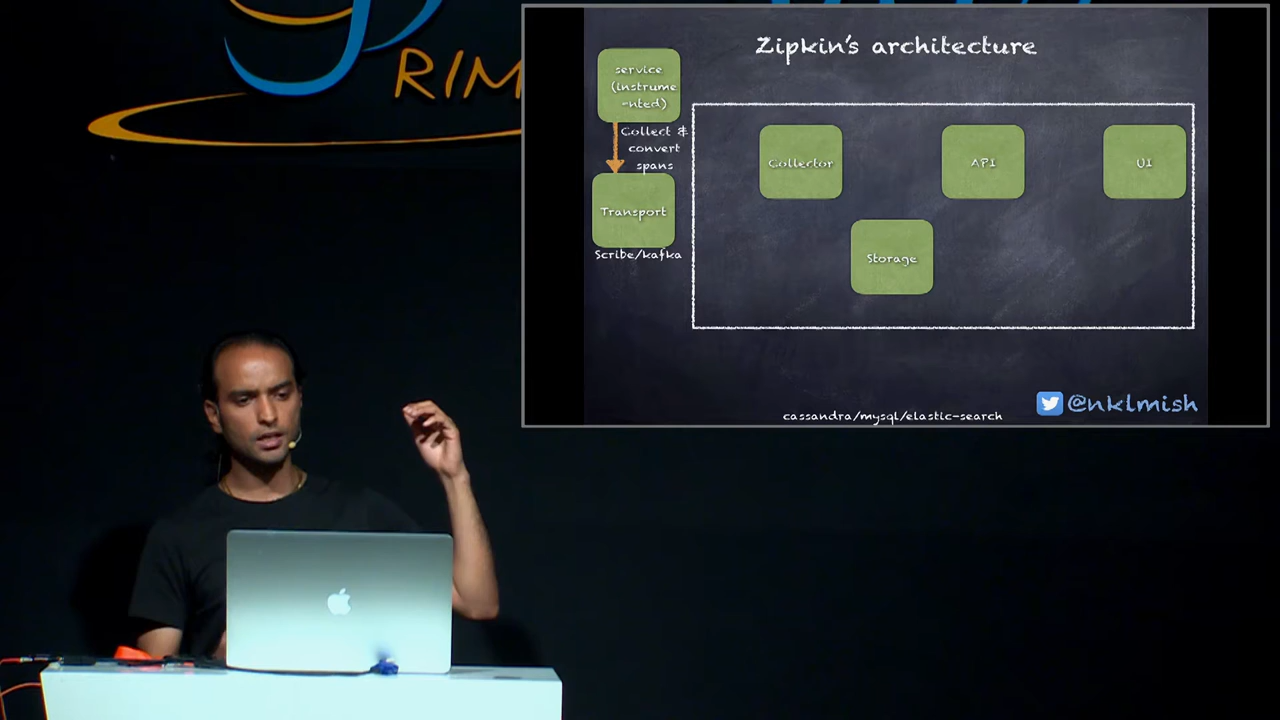 RIM
Zipkin's architecture
service
(instrume
-nted)
Collect &
convert
spans
Transport
Scribe/kafka
Collector
API
UI
Storage
cassandra/mysql/elastic-search
@nklmish